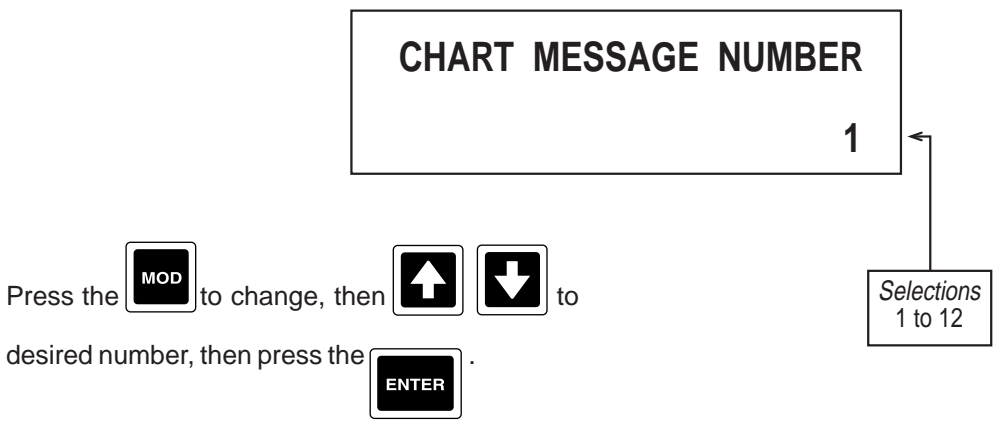 CHART MESSAGE NUMBER
1
Selections
1 to 12
Press the MOD to change, then to
desired number, then press the ENTER .